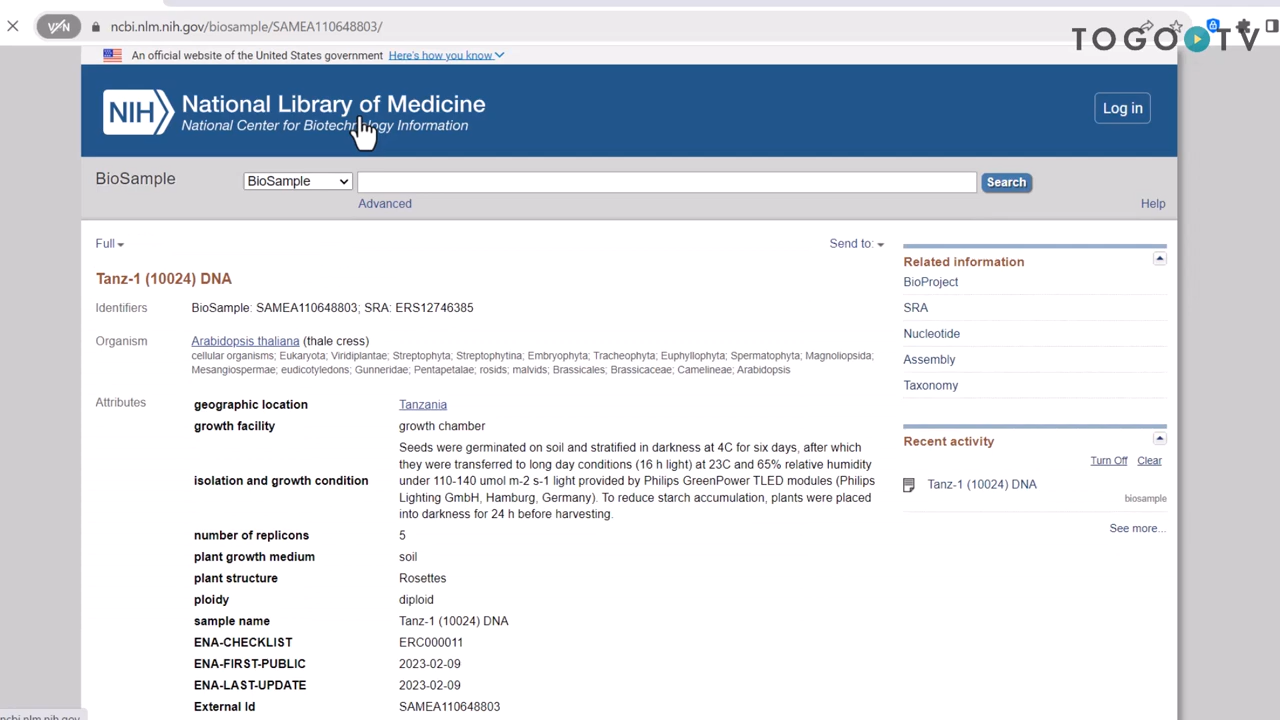 ncbi.nlm.nih.gov/biosample/SAMEA110648803/
TOGO TV
An official website of the United States government Here's how you know
NIH National Library of Medicine
National Center for Biotechnology Information
Log in
BioSample BioSample Search
Advanced Help
Full Send to:
Tanz-1 (10024) DNA
Identifiers BioSample: SAMEA110648803; SRA: ERS12746385
Organism Arabidopsis thaliana (thale cress)
cellular organisms; Eukaryota; Viridiplantae; Streptophyta; Streptophytina; Embryophyta; Tracheophyta; Euphyllophyta; Spermatophyta; Magnoliopsida;
Mesangiospermae; eudicotyledons; Gunneridae; Pentapetalae; rosids; malvids; Brassicales; Brassicaceae; Camelineae; Arabidopsis
Attributes
geographic location Tanzania
growth facility growth chamber
isolation and growth condition
Seeds were germinated on soil and stratified in darkness at 4C for six days, after which
they were transferred to long day conditions (16 h light) at 23C and 65% relative humidity
under 110-140 umol m-2 s-1 light provided by Philips GreenPower TLED modules (Philips
Lighting GmbH, Hamburg, Germany). To reduce starch accumulation, plants were placed
into darkness for 24 h before harvesting.
number of replicons 5
plant growth medium soil
plant structure Rosettes
ploidy diploid
sample name Tanz-1 (10024) DNA
ENA-CHECKLIST ERC000011
ENA-FIRST-PUBLIC 2023-02-09
ENA-LAST-UPDATE 2023-02-09
External Id SAMEA110648803
Related information
BioProject
SRA
Nucleotide
Assembly
Taxonomy
Recent activity
Turn Off Clear
Tanz-1 (10024) DNA
biosample
See more...
ncbi.nlm.nih.gov